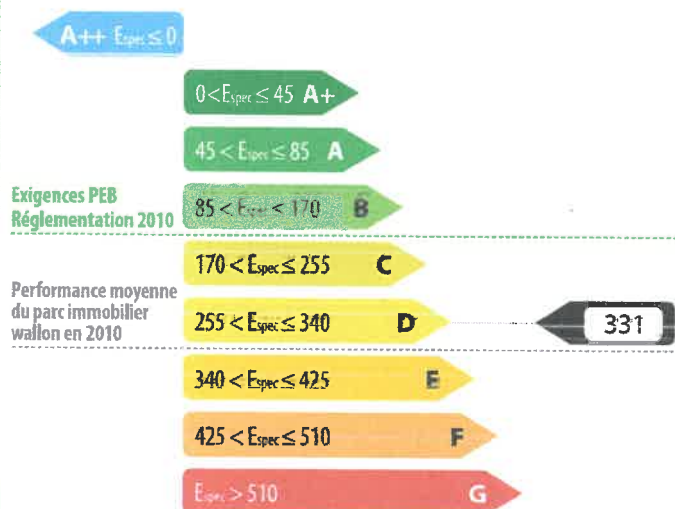 A++ Espec ≤ 0
0 < Espec ≤ 45 A+
45 < Espec ≤ 85 A
Exigences PEB
Réglementation 2010
85 < Espec < 170 B
170 < Espec ≤ 255 C
Performance moyenne
du parc immobilier
wallon en 2010
255 < Espec ≤ 340 D
331
340 < Espec ≤ 425 E
425 < Espec ≤ 510 F
Espec > 510 G